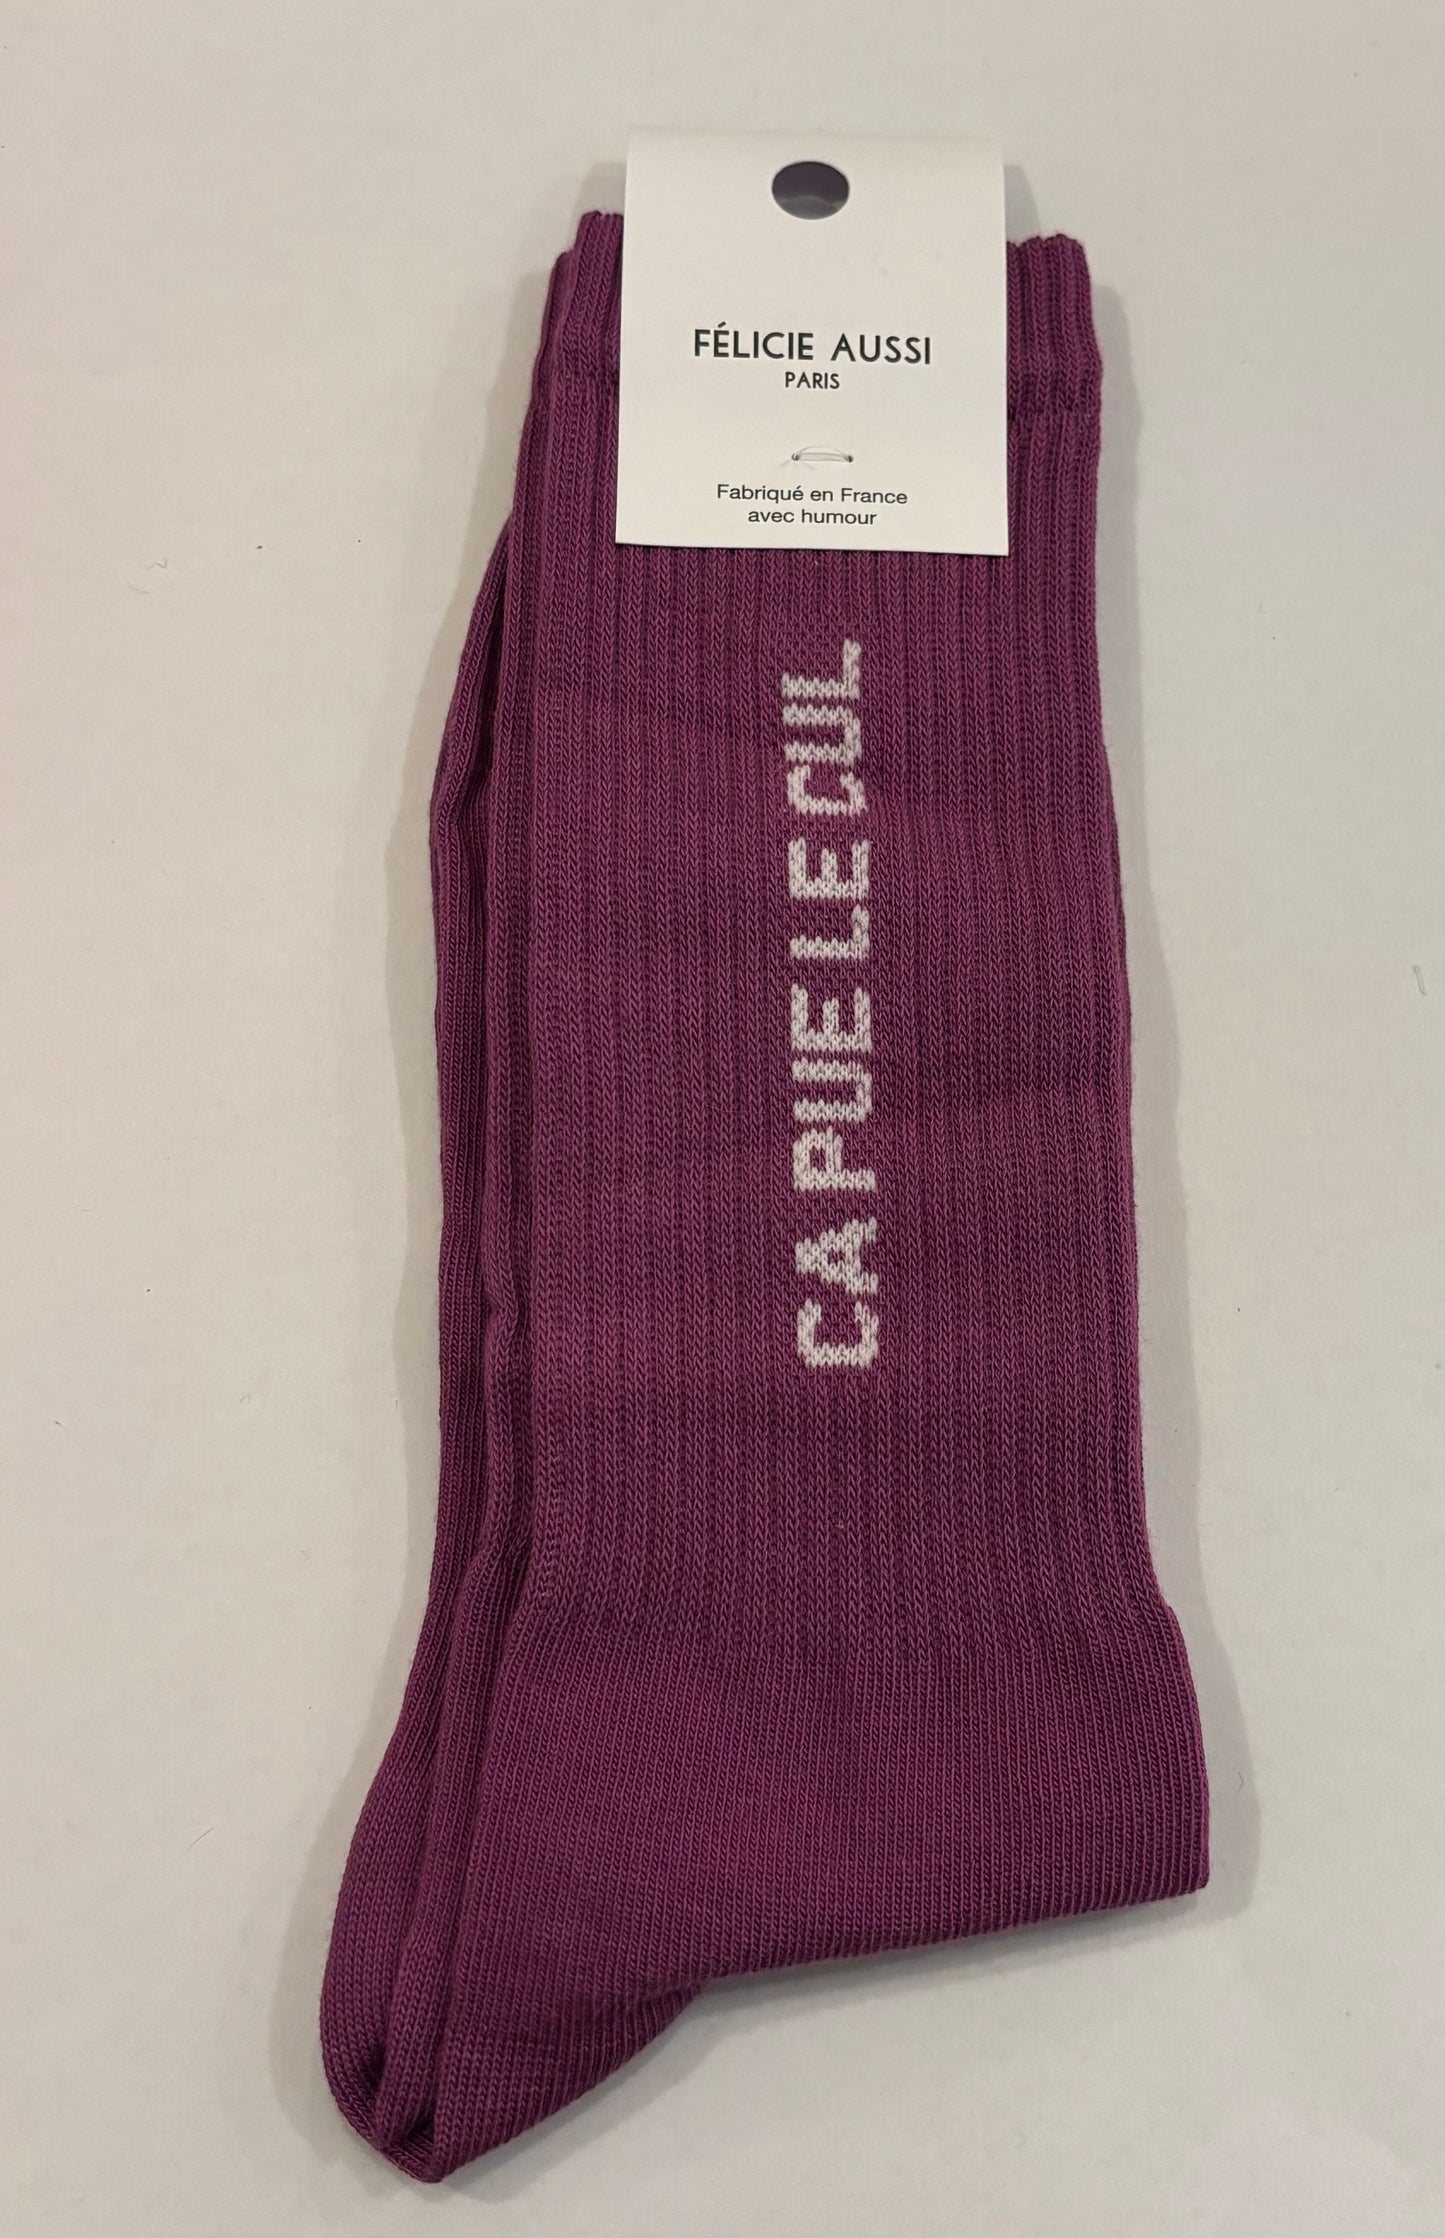 FÉLICIE AUSSI
PARIS
Fabriqué en France
avec humour
CA PUE LE CUL